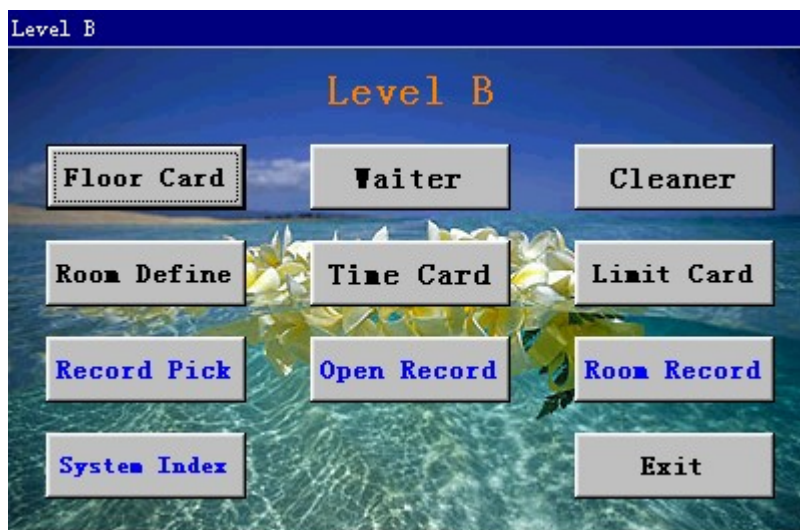 Level B
Level B
Floor Card
Waiter
Cleaner
Room Define
Time Card
Limit Card
Record Pick
Open Record
Room Record
System Index
Exit